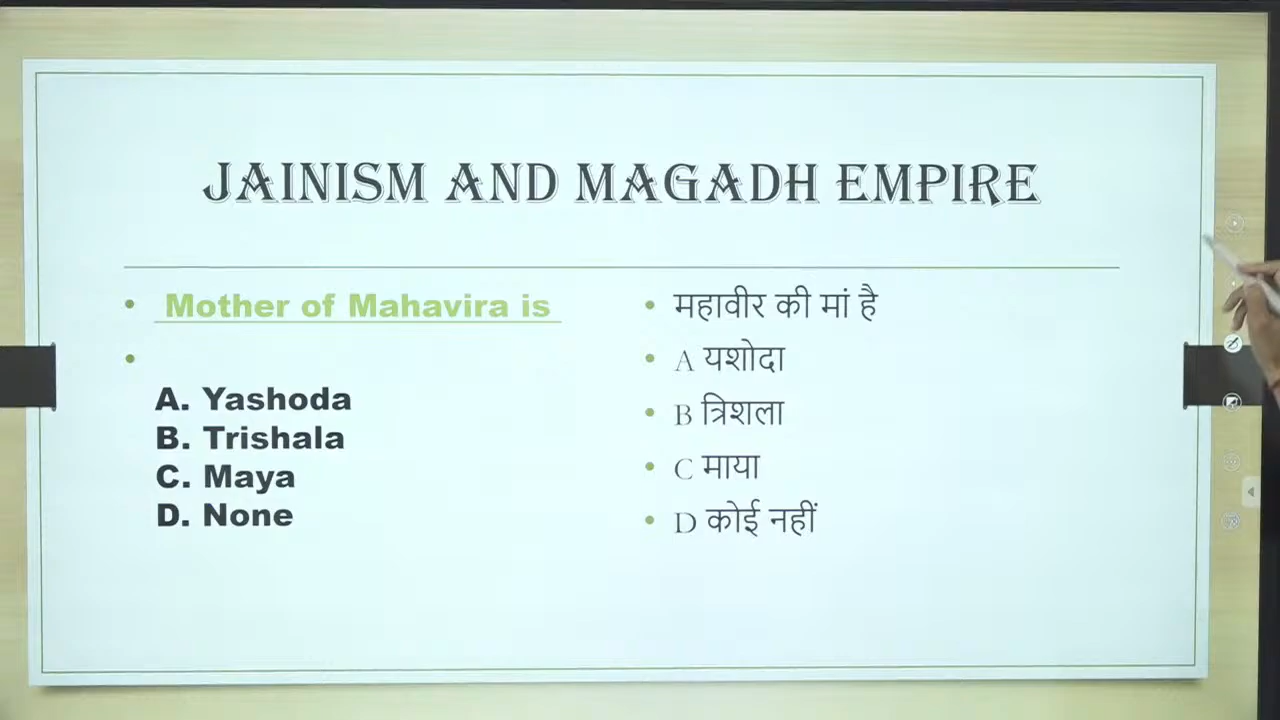 JAINISM AND MAGADH EMPIRE
Mother of Mahavira is
A. Yashoda
B. Trishala
C. Maya
D. None
महावीर की मां है
A यशोदा
B त्रिशला
C माया
D कोई नहीं